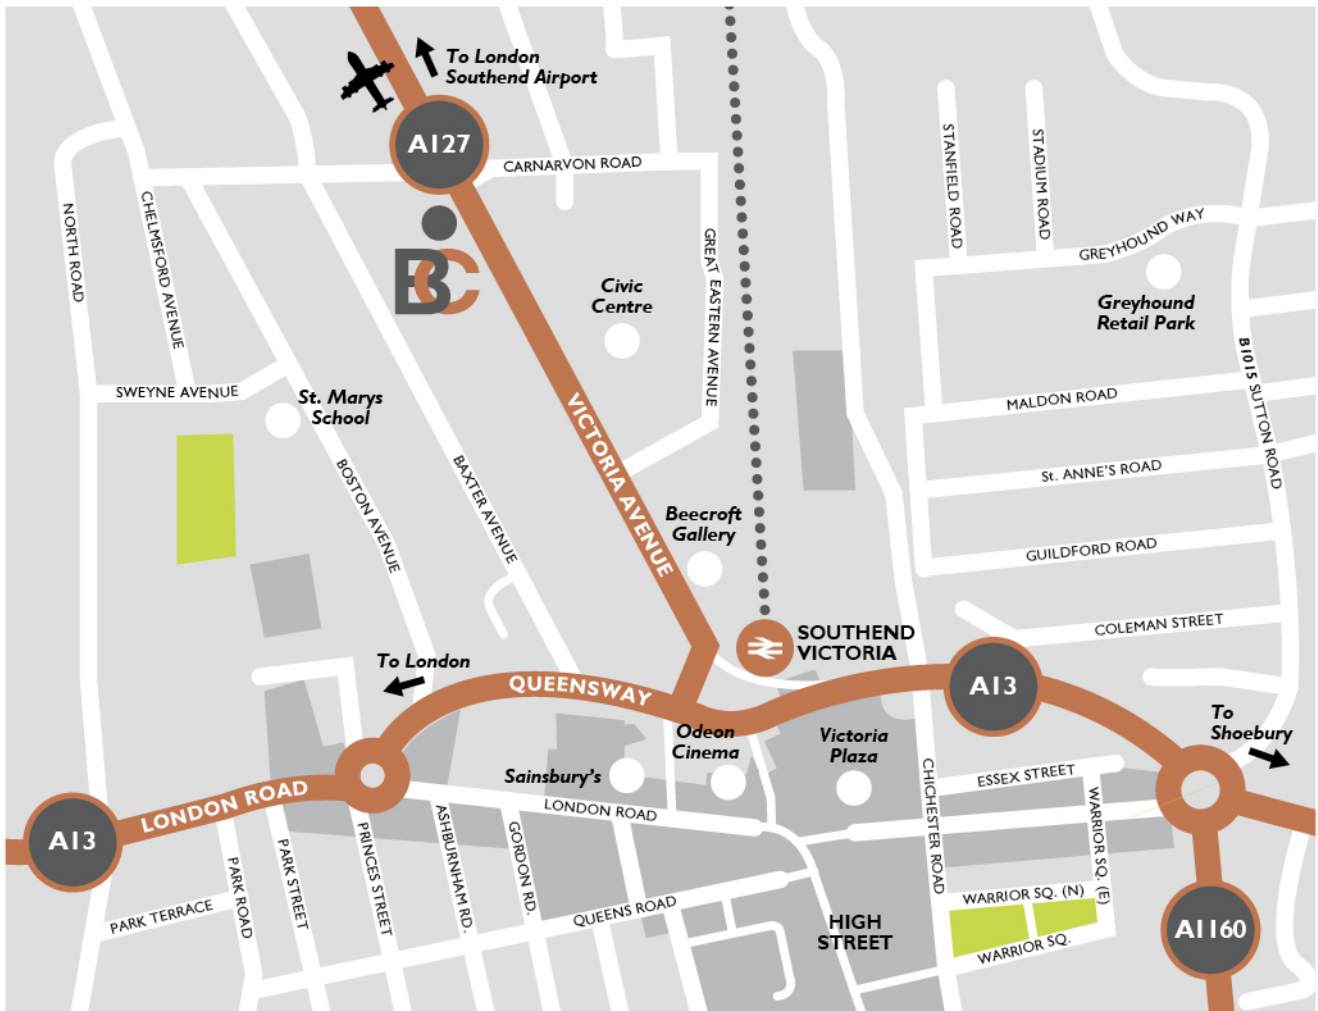 To London
Southend Airport
A127
CARNARVON ROAD
STANFIELD ROAD
STADIUM ROAD
NORTH ROAD
CHELMSFORD AVENUE
GREYHOUND WAY
GREAT EASTERN AVENUE
BC
Civic
Centre
Greyhound
Retail Park
B1015 SUTTON ROAD
SWEYNE AVENUE
St. Marys
School
VICTORIA AVENUE
MALDON ROAD
BOSTON AVENUE
BAXTER AVENUE
St. ANNE'S ROAD
Beecroft
Gallery
GUILDFORD ROAD
COLEMAN STREET
SOUTHEND
VICTORIA
To London
QUEENSWAY
A13
To
Shoebury
Odeon
Cinema
Victoria
Plaza
Sainsbury's
ESSEX STREET
CHICHESTER ROAD
WARRIOR SQ. (E)
LONDON ROAD
LONDON ROAD
A13
PARK STREET
PRINCES STREET
ASHBURNHAM RD.
GORDON RD.
PARK ROAD
PARK TERRACE
QUEENS ROAD
HIGH
STREET
WARRIOR SQ. (N)
WARRIOR SQ.
A1160